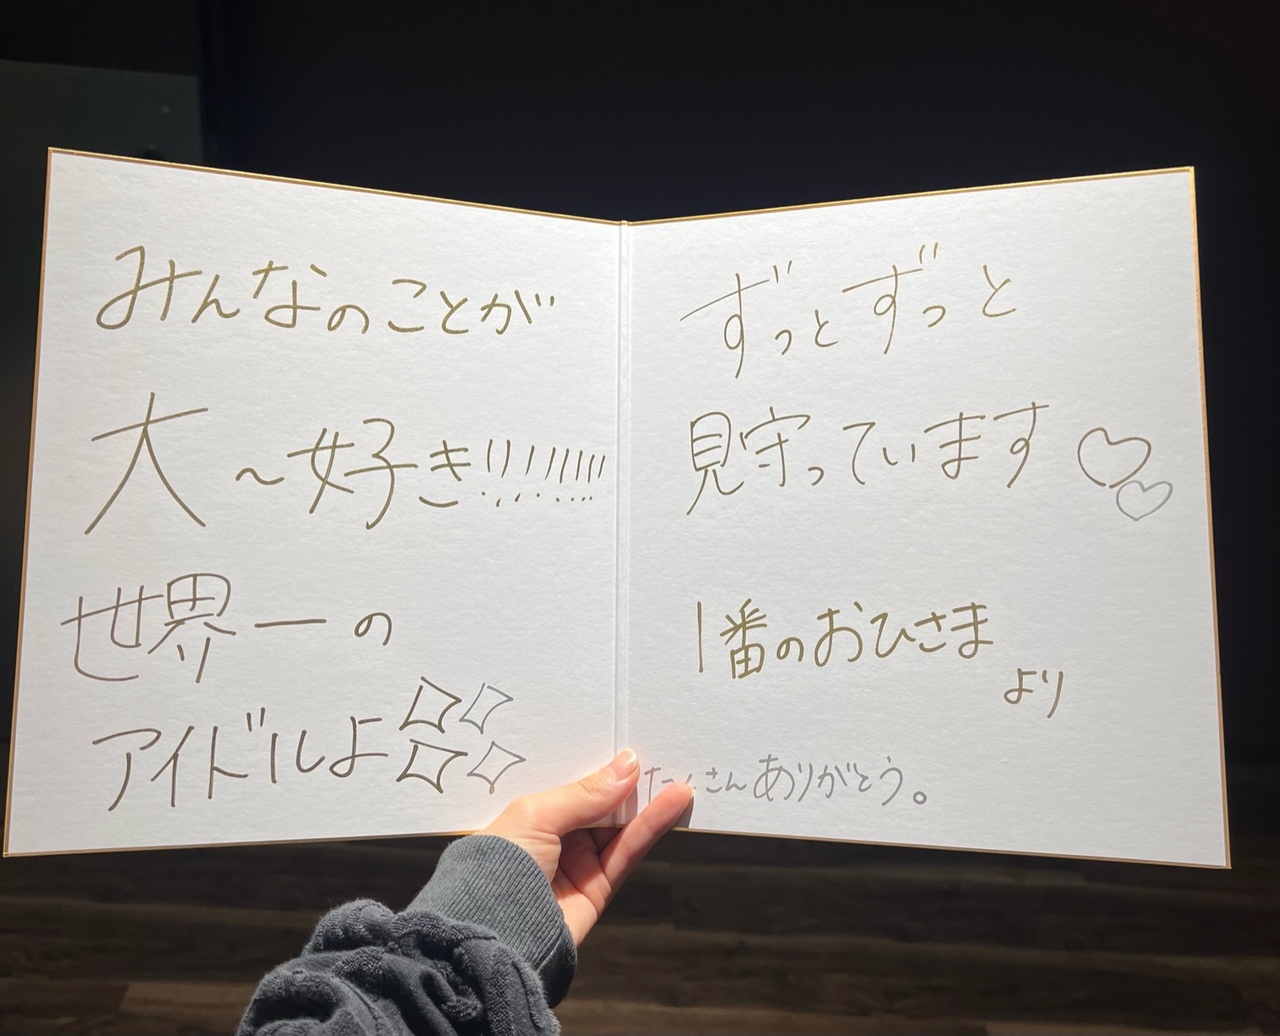 みんなのことが
大〜好き!!!!!!!!
世界一の
アイドルよ
ずっとずっと
見守っています♡♡
1番のおひさま
より
たくさんありがとう。